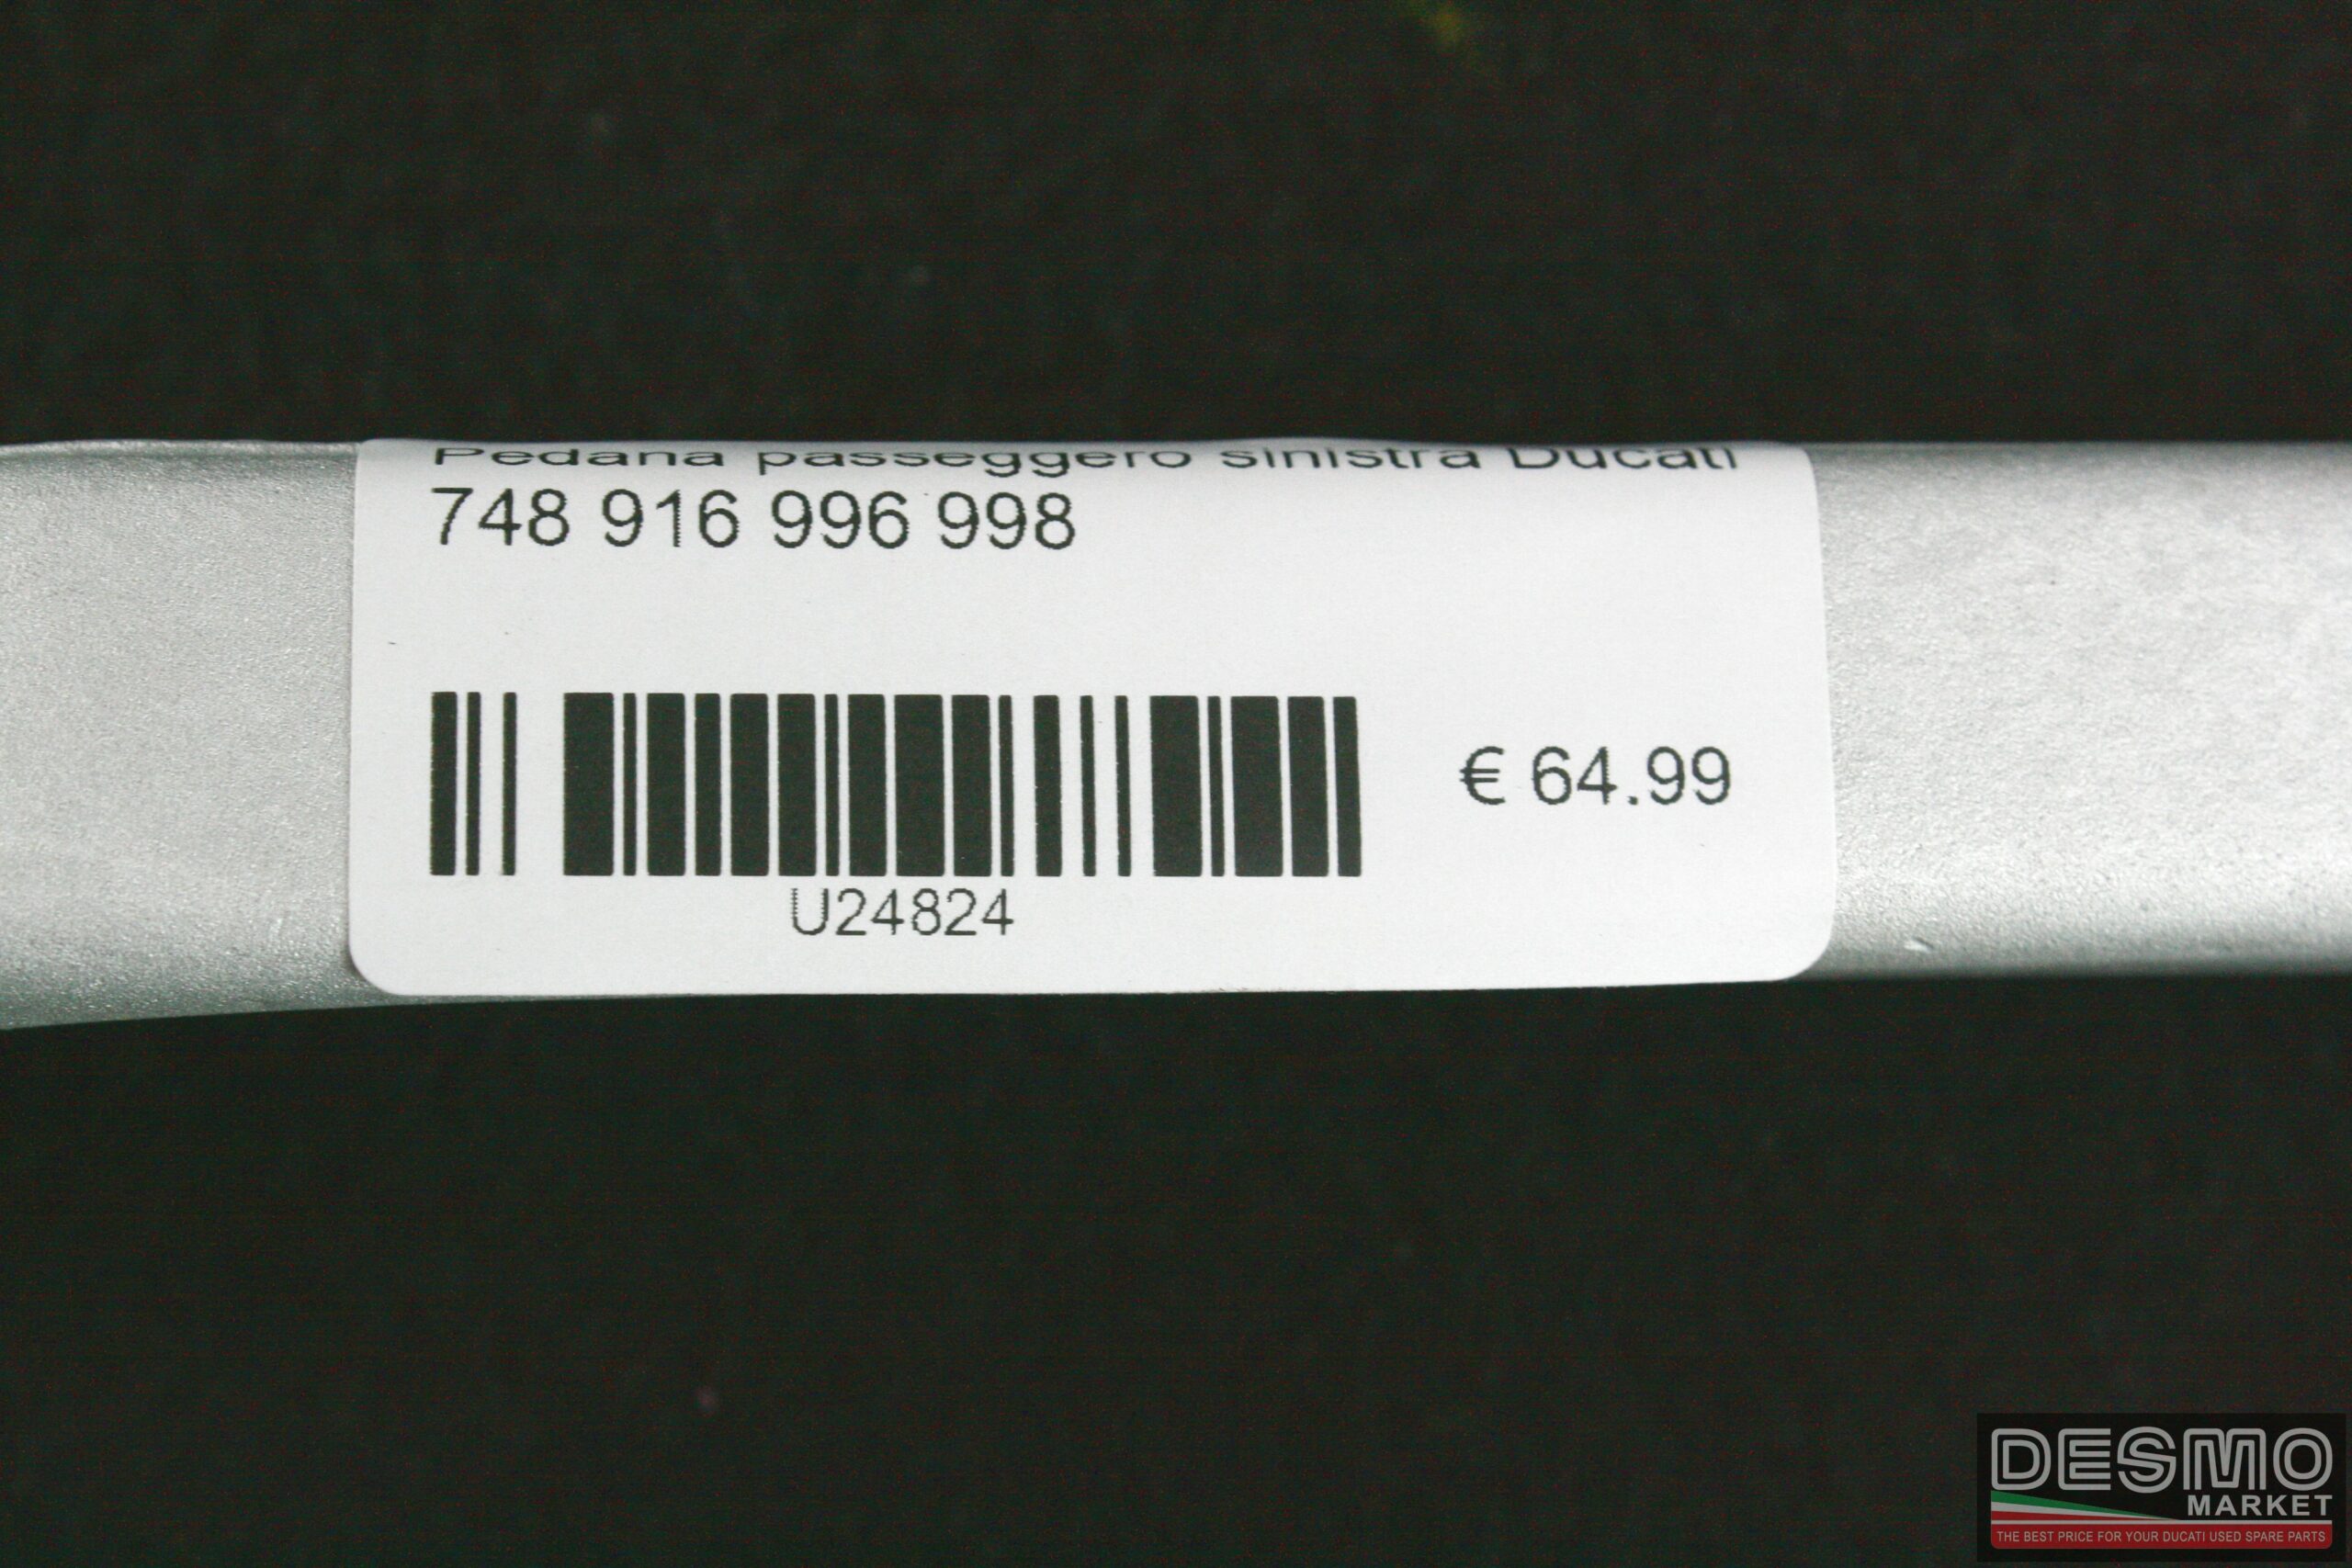 Pedana passeggero sinistra Ducati
748 916 996 998
€ 64.99
U24824
DESMO
MARKET
THE BEST PRICE FOR YOUR DUCATI USED SPARE PARTS